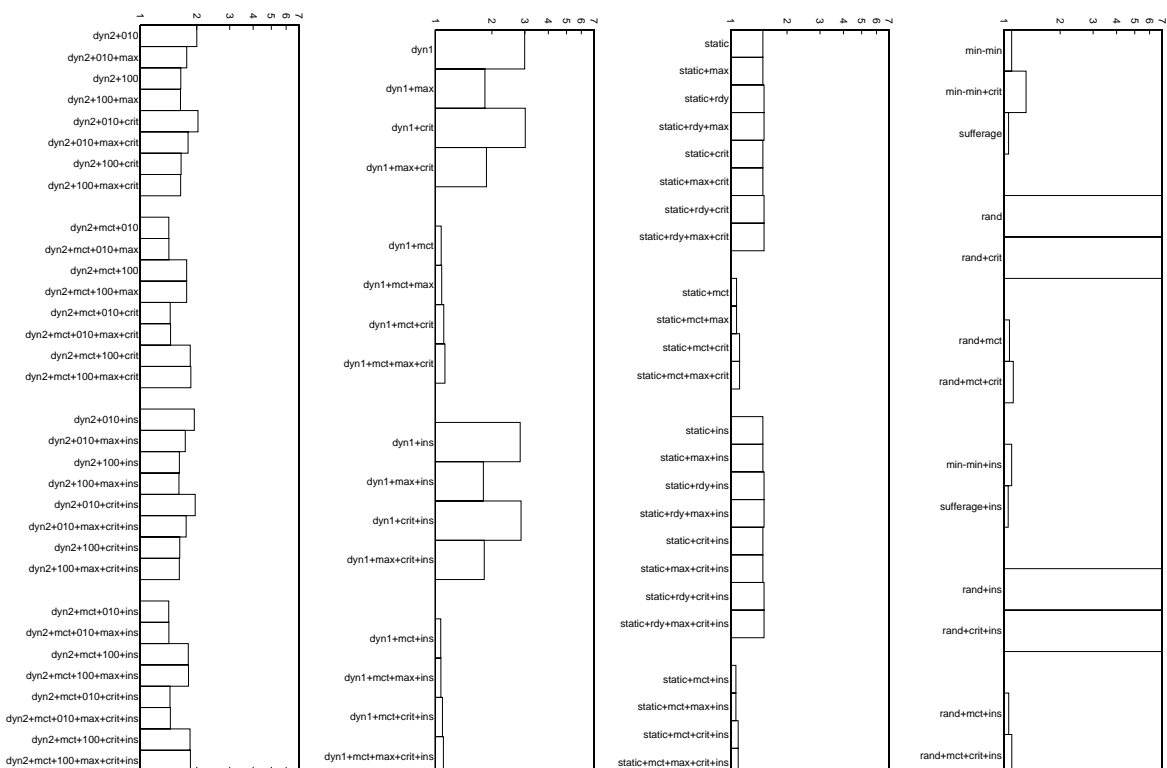 1 2 3 4 5 6 7
dyn2+010
dyn2+010+max
dyn2+100
dyn2+100+max
dyn2+010+crit
dyn2+010+max+crit
dyn2+100+crit
dyn2+100+max+crit
dyn2+mct+010
dyn2+mct+010+max
dyn2+mct+100
dyn2+mct+100+max
dyn2+mct+010+crit
dyn2+mct+010+max+crit
dyn2+mct+100+crit
dyn2+mct+100+max+crit
dyn2+010+ins
dyn2+010+max+ins
dyn2+100+ins
dyn2+100+max+ins
dyn2+010+crit+ins
dyn2+010+max+crit+ins
dyn2+100+crit+ins
dyn2+100+max+crit+ins
dyn2+mct+010+ins
dyn2+mct+010+max+ins
dyn2+mct+100+ins
dyn2+mct+100+max+ins
dyn2+mct+010+crit+ins
dyn2+mct+010+max+crit+ins
dyn2+mct+100+crit+ins
dyn2+mct+100+max+crit+ins
1 2 3 4 5 6 7
dyn1
dyn1+max
dyn1+crit
dyn1+max+crit
dyn1+mct
dyn1+mct+max
dyn1+mct+crit
dyn1+mct+max+crit
dyn1+ins
dyn1+max+ins
dyn1+crit+ins
dyn1+max+crit+ins
dyn1+mct+ins
dyn1+mct+max+ins
dyn1+mct+crit+ins
dyn1+mct+max+crit+ins
1 2 3 4 5 6 7
static
static+max
static+rdy
static+rdy+max
static+crit
static+max+crit
static+rdy+crit
static+rdy+max+crit
static+mct
static+mct+max
static+mct+crit
static+mct+max+crit
static+ins
static+max+ins
static+rdy+ins
static+rdy+max+ins
static+crit+ins
static+max+crit+ins
static+rdy+crit+ins
static+rdy+max+crit+ins
static+mct+ins
static+mct+max+ins
static+mct+crit+ins
static+mct+max+crit+ins
1 2 3 4 5 6 7
min-min
min-min+crit
sufferage
rand
rand+crit
rand+mct
rand+mct+crit
min-min+ins
sufferage+ins
rand+ins
rand+crit+ins
rand+mct+ins
rand+mct+crit+ins